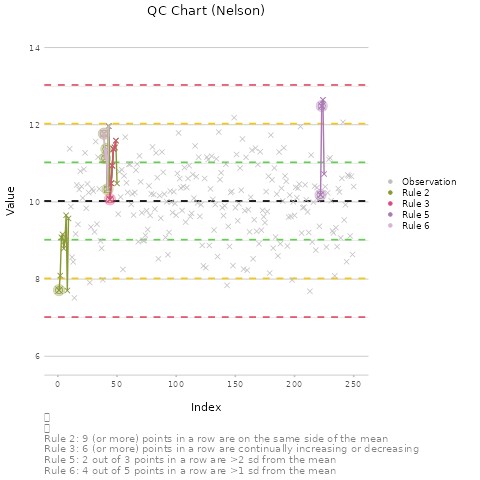 QC Chart (Nelson)
Value
14
12
10
8
6
0
50
100
150
200
250
Index
Observation
Rule 2
Rule 3
Rule 5
Rule 6
Rule 2: 9 (or more) points in a row are on the same side of the mean
Rule 3: 6 (or more) points in a row are continually increasing or decreasing
Rule 5: 2 out of 3 points in a row are >2 sd from the mean
Rule 6: 4 out of 5 points in a row are >1 sd from the mean